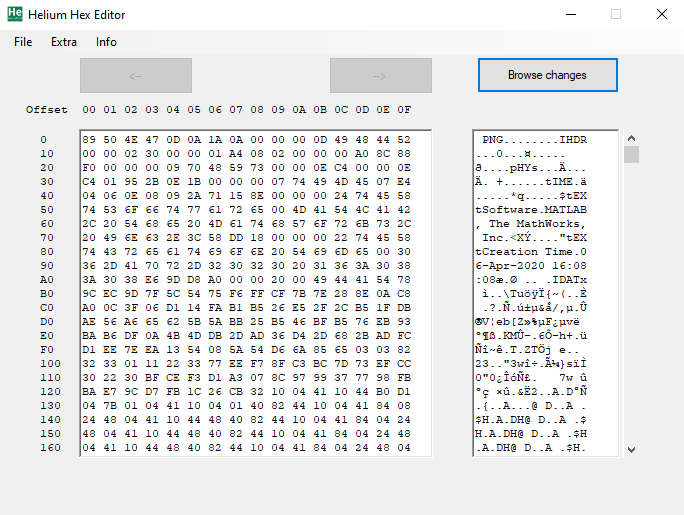 He Helium Hex Editor
File Extra Info
<-- --> Browse changes
Offset 00 01 02 03 04 05 06 07 08 09 0A 0B 0C 0D 0E 0F
0 89 50 4E 47 0D 0A 1A 0A 00 00 00 0D 49 48 44 52 PNG........IHDR
10 00 00 02 30 00 00 01 A4 08 02 00 00 00 A0 8C 88 ...0...¤.....
20 F0 00 00 00 09 70 48 59 73 00 00 0E C4 00 00 0E ð....pHYs...Ä...
30 C4 01 95 2B 0E 1B 00 00 00 07 74 49 4D 45 07 E4 Ä. +......tIME.ä
40 04 06 0E 08 09 2A 71 15 8E 00 00 00 24 74 45 58 .....*q.....$tEX
50 74 53 6F 66 74 77 61 72 65 00 4D 41 54 4C 41 42 tSoftware.MATLAB
60 2C 20 54 68 65 20 4D 61 74 68 57 6F 72 6B 73 2C , The MathWorks,
70 20 49 6E 63 2E 3C 58 DD 18 00 00 00 22 74 45 58 Inc.<XÝ...."tEX
80 74 43 72 65 61 74 69 6F 6E 20 54 69 6D 65 00 30 tCreation Time.0
90 36 2D 41 70 72 2D 32 30 32 30 20 31 36 3A 30 38 6-Apr-2020 16:08
A0 3A 30 38 E6 9D D8 A0 00 00 20 00 49 44 41 54 78 :08æ.Ø .. .IDATx
B0 9C EC 9D 7F 5C 54 75 F6 FF CF 7B 7E 28 8E 0A C8 ì..\TuöÿÏ{~(..È
C0 A0 0C 3F 06 D1 14 FA B1 B5 26 E5 2F 2C B5 1F DB .?.Ñ.ú±µ&å/,µ.Û
D0 AE 56 A6 65 62 5B 5A BB 25 B5 46 BF B5 76 EB 93 ®V¦eb[Z»%µF¿µvë
E0 BA B6 DF 0A 4B 4D DB 2D AD 36 D4 2D 68 2B AD FC º¶ß.KMÛ-.6Ô-h+.ü
F0 D1 EE 7E EA 13 54 08 5A 54 D6 6A 85 65 03 03 82 Ñî~ê.T.ZTÖj e..
100 32 33 01 11 22 33 77 EE F7 8F C3 BC 7D 73 EF CC 23.."3wî÷.Ã¼}sïÌ
110 30 22 30 BF CE F3 D1 A3 07 8C 97 99 37 77 98 FB 0"0¿ÎóÑ£. 7w û
120 BA E7 9C D7 FB 1C 26 CB 32 10 04 41 10 44 B0 D1 ºç ×û.&Ë2..A.D°Ñ
130 04 7B 01 04 41 10 04 01 40 82 44 10 04 41 84 08 .{..A...@ D..A .
140 24 48 04 41 10 44 48 40 82 44 10 04 41 84 04 24 $H.A.DH@ D..A .$
150 48 04 41 10 44 48 40 82 44 10 04 41 84 04 24 48 H.A.DH@ D..A .$H
160 04 41 10 44 48 40 82 44 10 04 41 84 04 24 48 04 .A.DH@ D..A .$H.